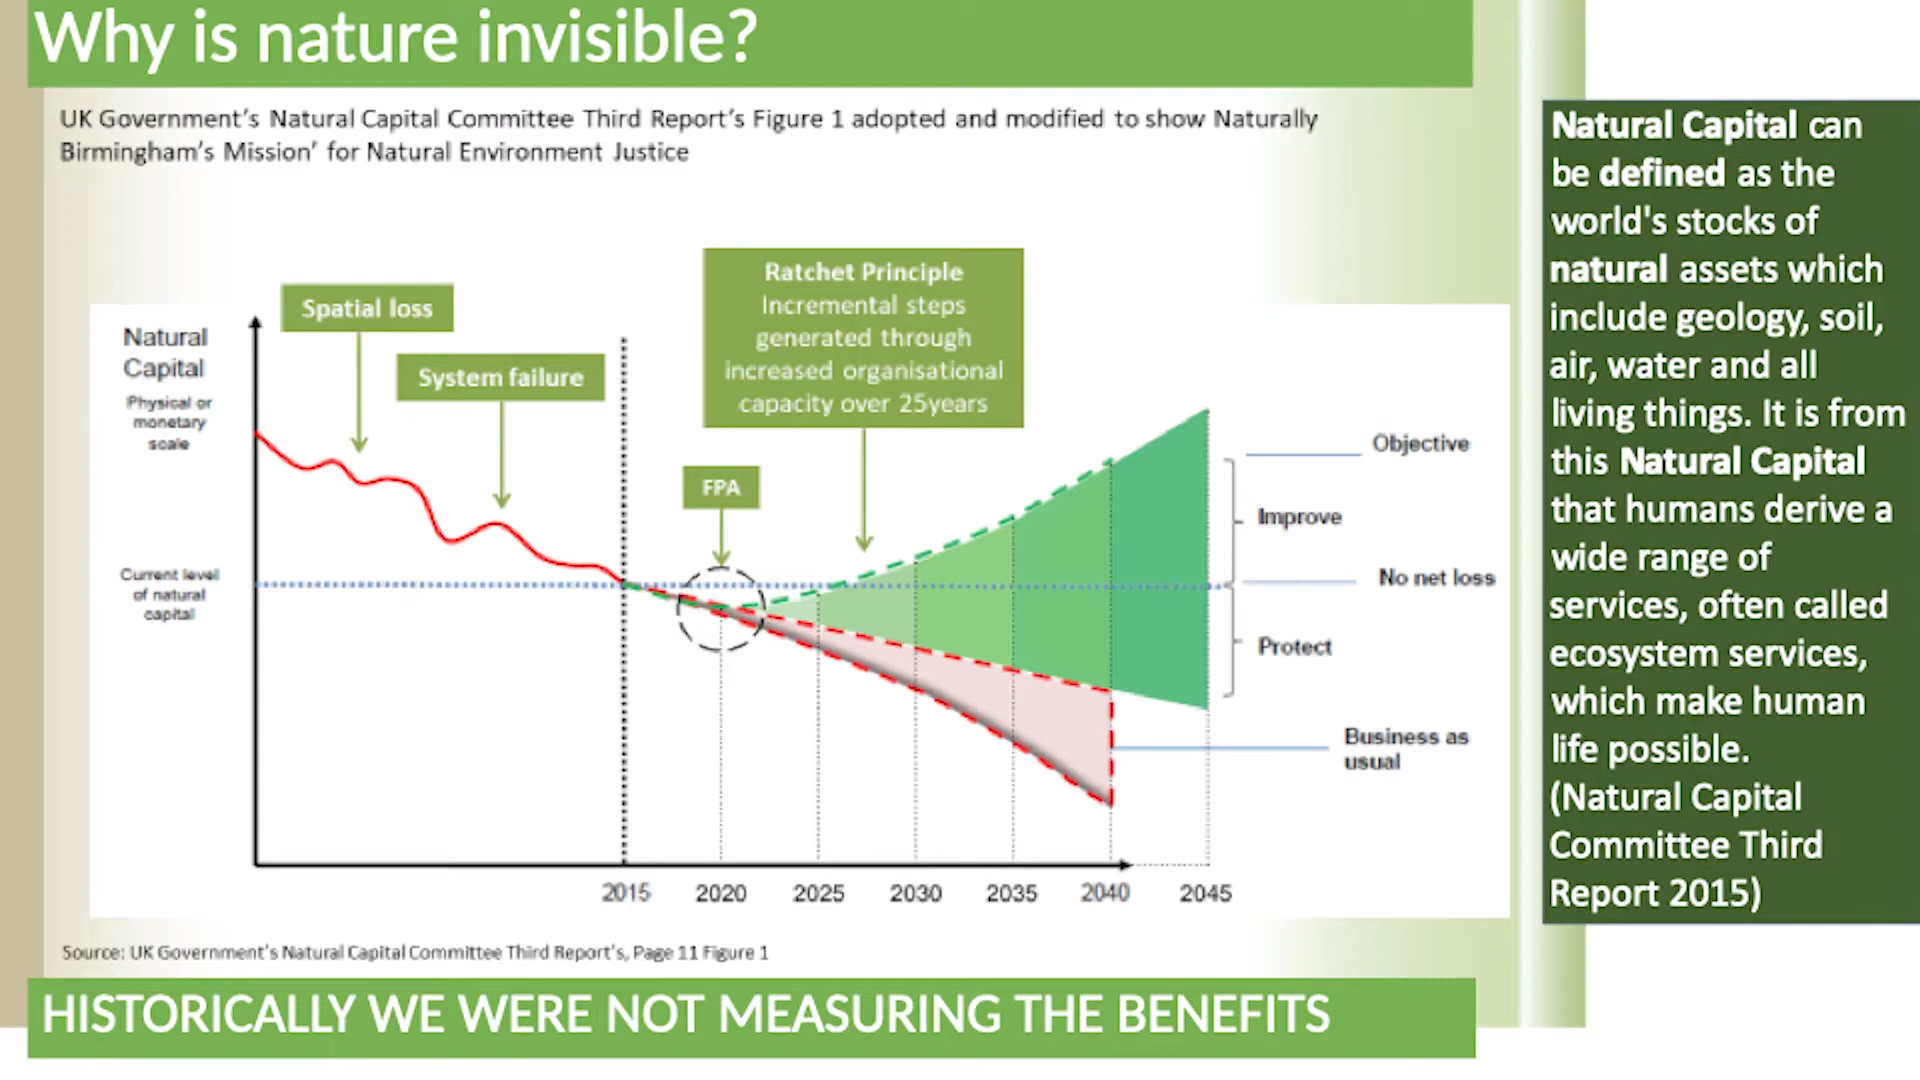 Why is nature invisible?
UK Government's Natural Capital Committee Third Report's Figure 1 adopted and modified to show Naturally
Birmingham's Mission' for Natural Environment Justice
Natural
Capital
Physical or
monetary
scale
Spatial loss
System failure
Ratchet Principle
Incremental steps
generated through
increased organisational
capacity over 25years
FPA
Current level
of natural
capital
Objective
Improve
No net loss
Protect
Business as
usual
2015 2020 2025 2030 2035 2040 2045
Source: UK Government's Natural Capital Committee Third Report's, Page 11 Figure 1
HISTORICALLY WE WERE NOT MEASURING THE BENEFITS
Natural Capital can
be defined as the
world's stocks of
natural assets which
include geology, soil,
air, water and all
living things. It is from
this Natural Capital
that humans derive a
wide range of
services, often called
ecosystem services,
which make human
life possible.
(Natural Capital
Committee Third
Report 2015)